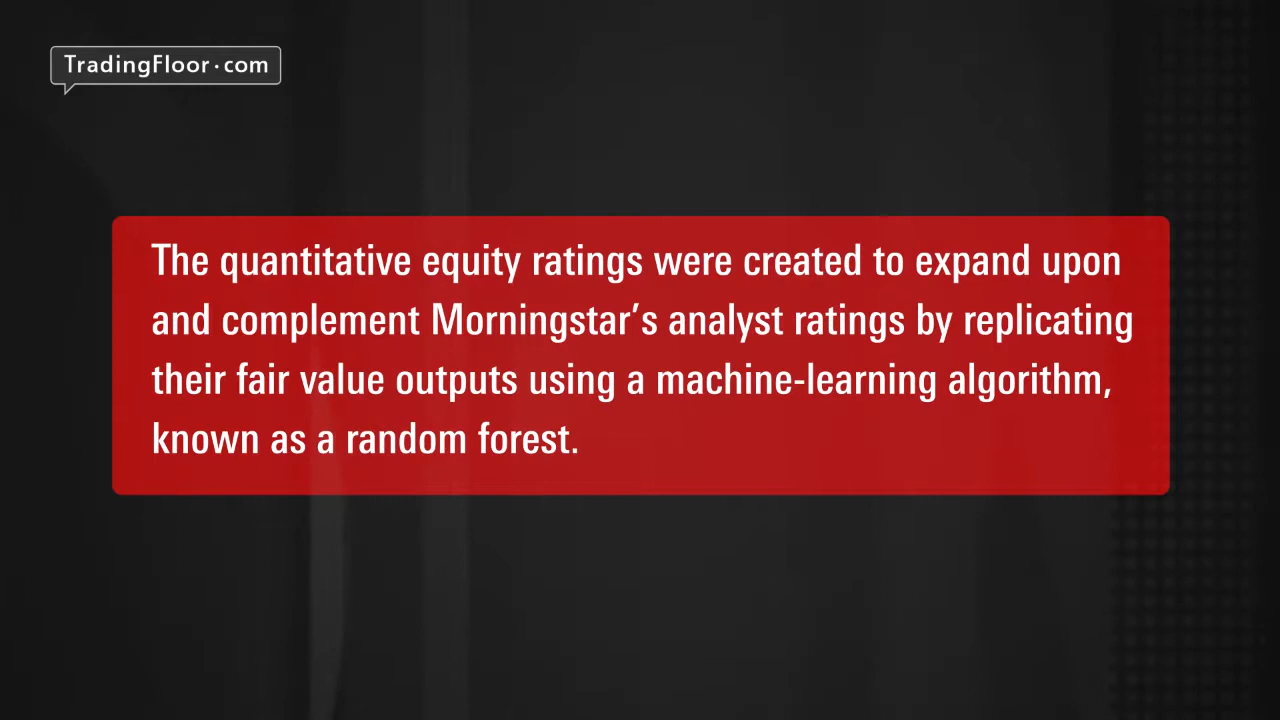 TradingFloor·com
The quantitative equity ratings were created to expand upon
and complement Morningstar’s analyst ratings by replicating
their fair value outputs using a machine-learning algorithm,
known as a random forest.